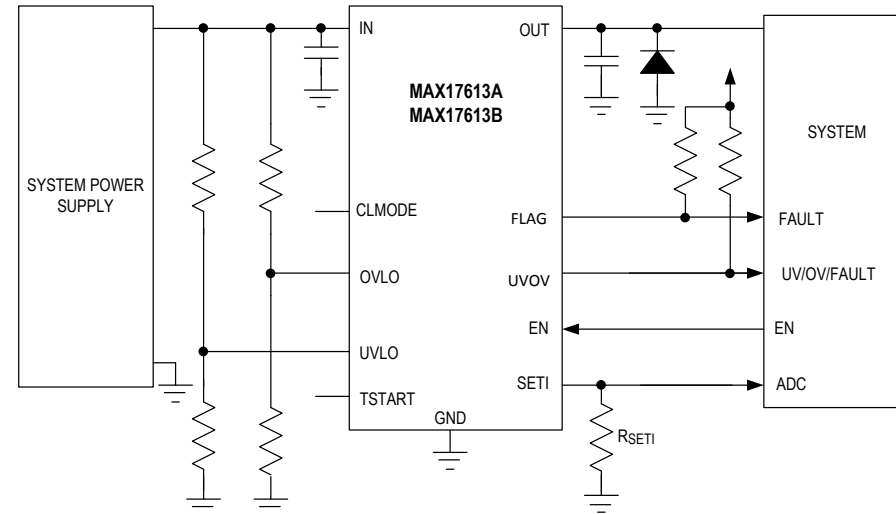 IN
OUT
MAX17613A
MAX17613B
SYSTEM
SYSTEM POWER
SUPPLY
CLMODE
FLAG
FAULT
OVLO
UVOV
UV/OV/FAULT
EN
EN
UVLO
SETI
ADC
TSTART
GND
RSETI